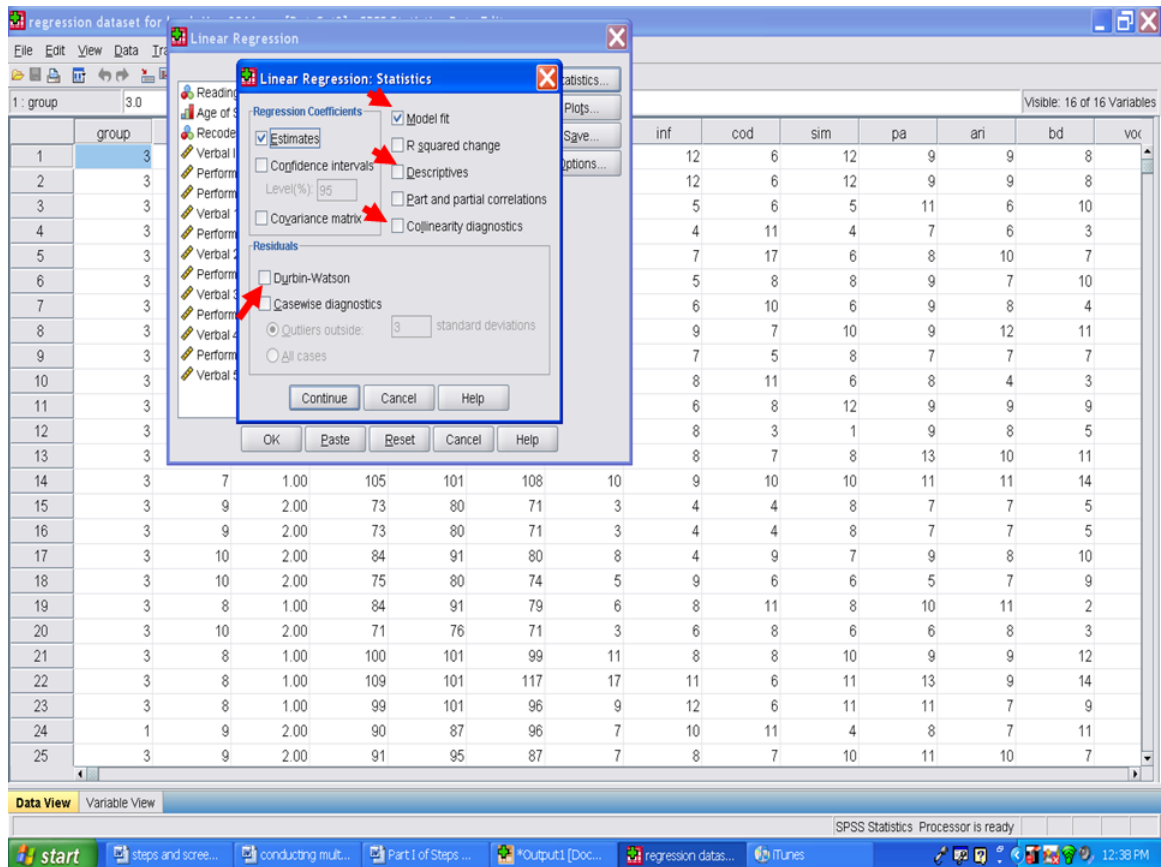 regression dataset for
Linear Regression
File Edit View Data
1 : group 3.0 Visible: 16 of 16 Variables
Linear Regression: Statistics
Regression Coefficients
Estimates
Confidence intervals
Level(%): 95
Covariance matrix
Model fit
R squared change
Descriptives
Part and partial correlations
Collinearity diagnostics
Residuals
Durbin-Watson
Casewise diagnostics
Outliers outside: 3 standard deviations
All cases
Continue Cancel Help
Reading
Age of S
Recode
Verbal I
Perform
Perform
Verbal
Perform
Verbal 2
Perform
Verbal 3
Perform
Verbal 4
Perform
Verbal 5
Plots...
Save...
OK Paste Reset Cancel Help
group inf cod sim pa ari bd voc
1 3 12 6 12 9 9 8
2 3 12 6 12 9 9 8
3 3 5 6 5 11 6 10
4 3 4 11 4 7 6 3
5 3 7 17 6 8 10 7
6 3 5 8 8 9 7 10
7 3 6 10 6 9 8 4
8 3 9 7 10 9 12 11
9 3 7 5 8 7 7 7
10 3 8 11 6 8 4 3
11 3 6 8 12 9 9 9
12 3 8 3 1 9 8 5
13 3 8 7 8 13 10 11
14 3 7 1.00 105 101 108 10 9 10 10 11 11 14
15 3 9 2.00 73 80 71 3 4 4 8 7 7 5
16 3 9 2.00 73 80 71 3 4 4 8 7 7 5
17 3 10 2.00 84 91 80 8 4 9 7 9 8 10
18 3 10 2.00 75 80 74 5 9 6 6 5 7 9
19 3 8 1.00 84 91 79 6 8 11 8 10 11 2
20 3 10 2.00 71 76 71 3 6 8 6 6 8 3
21 3 8 1.00 100 101 99 11 8 8 10 9 9 12
22 3 8 1.00 109 101 117 17 11 6 11 13 9 14
23 3 8 1.00 99 101 96 9 12 6 11 11 7 9
24 1 9 2.00 90 87 96 7 10 11 4 8 7 11
25 3 9 2.00 91 95 87 7 8 7 10 11 10 7
Data View Variable View
SPSS Statistics Processor is ready
start steps and scree... conducting mult... Part I of Steps ... *Output1 [Doc... regression datas... iTunes 12:38 PM